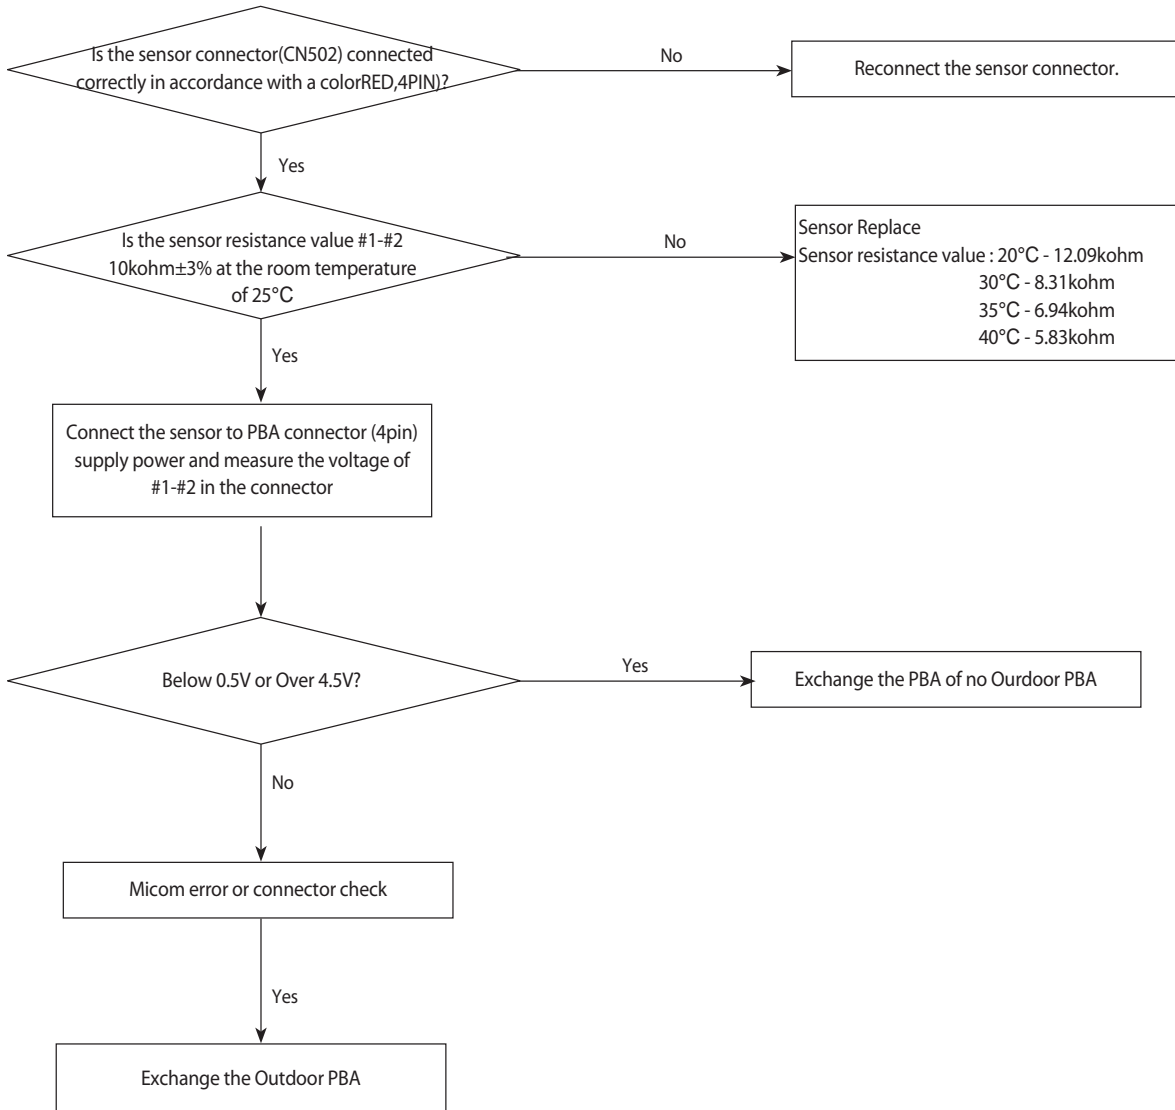 Is the sensor connector(CN502) connected
correctly in accordance with a colorRED,4PIN)?
No
Reconnect the sensor connector.
Yes
Is the sensor resistance value #1-#2
10kohm±3% at the room temperature
of 25°C
No
Sensor Replace
Sensor resistance value : 20°C - 12.09kohm
30°C - 8.31kohm
35°C - 6.94kohm
40°C - 5.83kohm
Yes
Connect the sensor to PBA connector (4pin)
supply power and measure the voltage of
#1-#2 in the connector
Below 0.5V or Over 4.5V?
Yes
Exchange the PBA of no Ourdoor PBA
No
Micom error or connector check
Yes
Exchange the Outdoor PBA